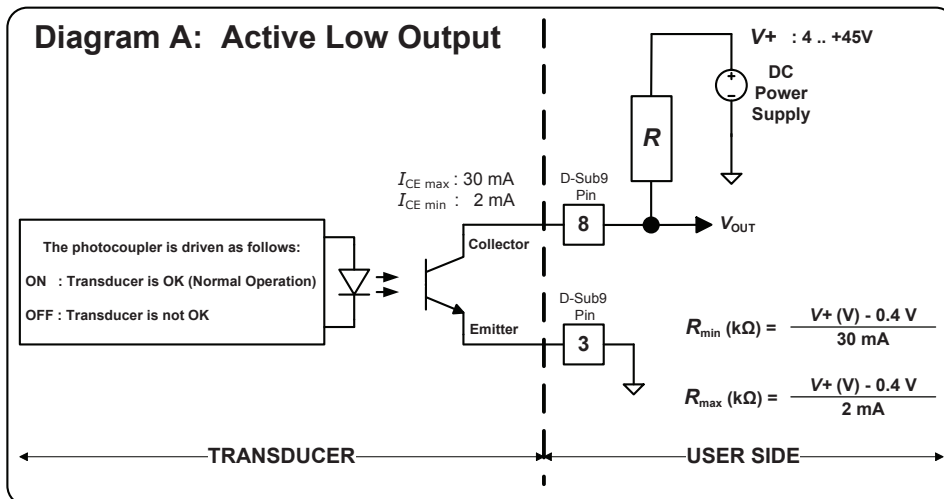 Diagram A: Active Low Output
V+ : 4 .. +45V
DC
Power
Supply
+
−
R
I CE max : 30 mA
I CE min : 2 mA
D-Sub9
Pin
8
VOUT
Collector
The photocoupler is driven as follows:
ON : Transducer is OK (Normal Operation)
OFF : Transducer is not OK
Emitter
D-Sub9
Pin
3
Rmin (kΩ) = V+ (V) - 0.4 V
30 mA
Rmax (kΩ) = V+ (V) - 0.4 V
2 mA
TRANSDUCER
USER SIDE